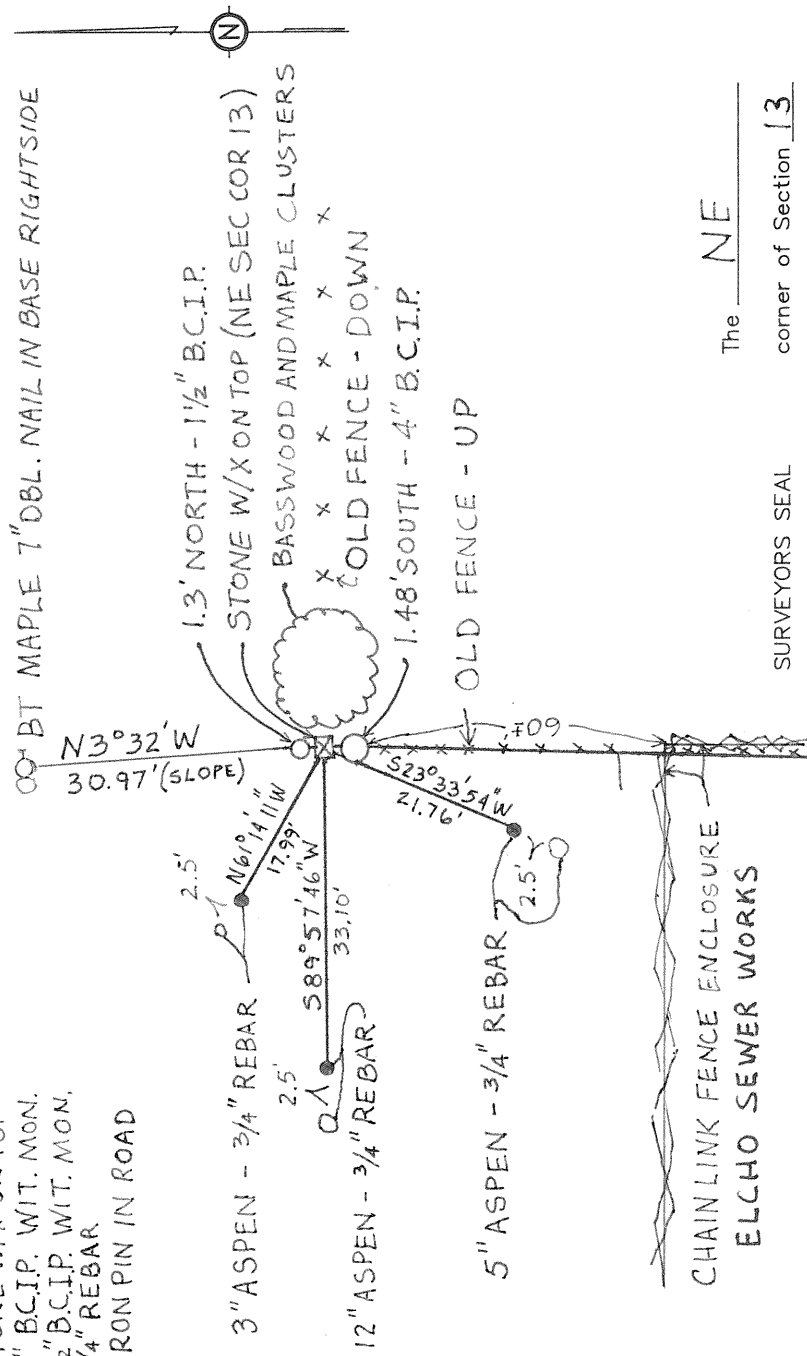 " B.C.I.P. WIT. MON.
2" B.C.I.P. WIT. MON.
/4" REBAR
RON PIN IN ROAD
BT MAPLE 7" DBL. NAIL IN BASE RIGHTSIDE
N
N3°32'W
30.97' (SLOPE)
1.3' NORTH - 1½" B.C.I.P.
STONE W/X ON TOP (NE SEC COR 13)
BASSWOOD AND MAPLE CLUSTERS
OLD FENCE - DOWN
1.48' SOUTH - 4" B.C.I.P.
OLD FENCE - UP
2.5'
N61°14'11"W
17.99'
3" ASPEN - 3/4" REBAR
S89°57'46"W
33.10'
2.5'
12" ASPEN - 3/4" REBAR
S23°33'54"W
21.76'
2.5'
5" ASPEN - 3/4" REBAR
60±
CHAIN LINK FENCE ENCLOSURE
ELCHO SEWER WORKS
The NE
corner of Section 13
SURVEYORS SEAL